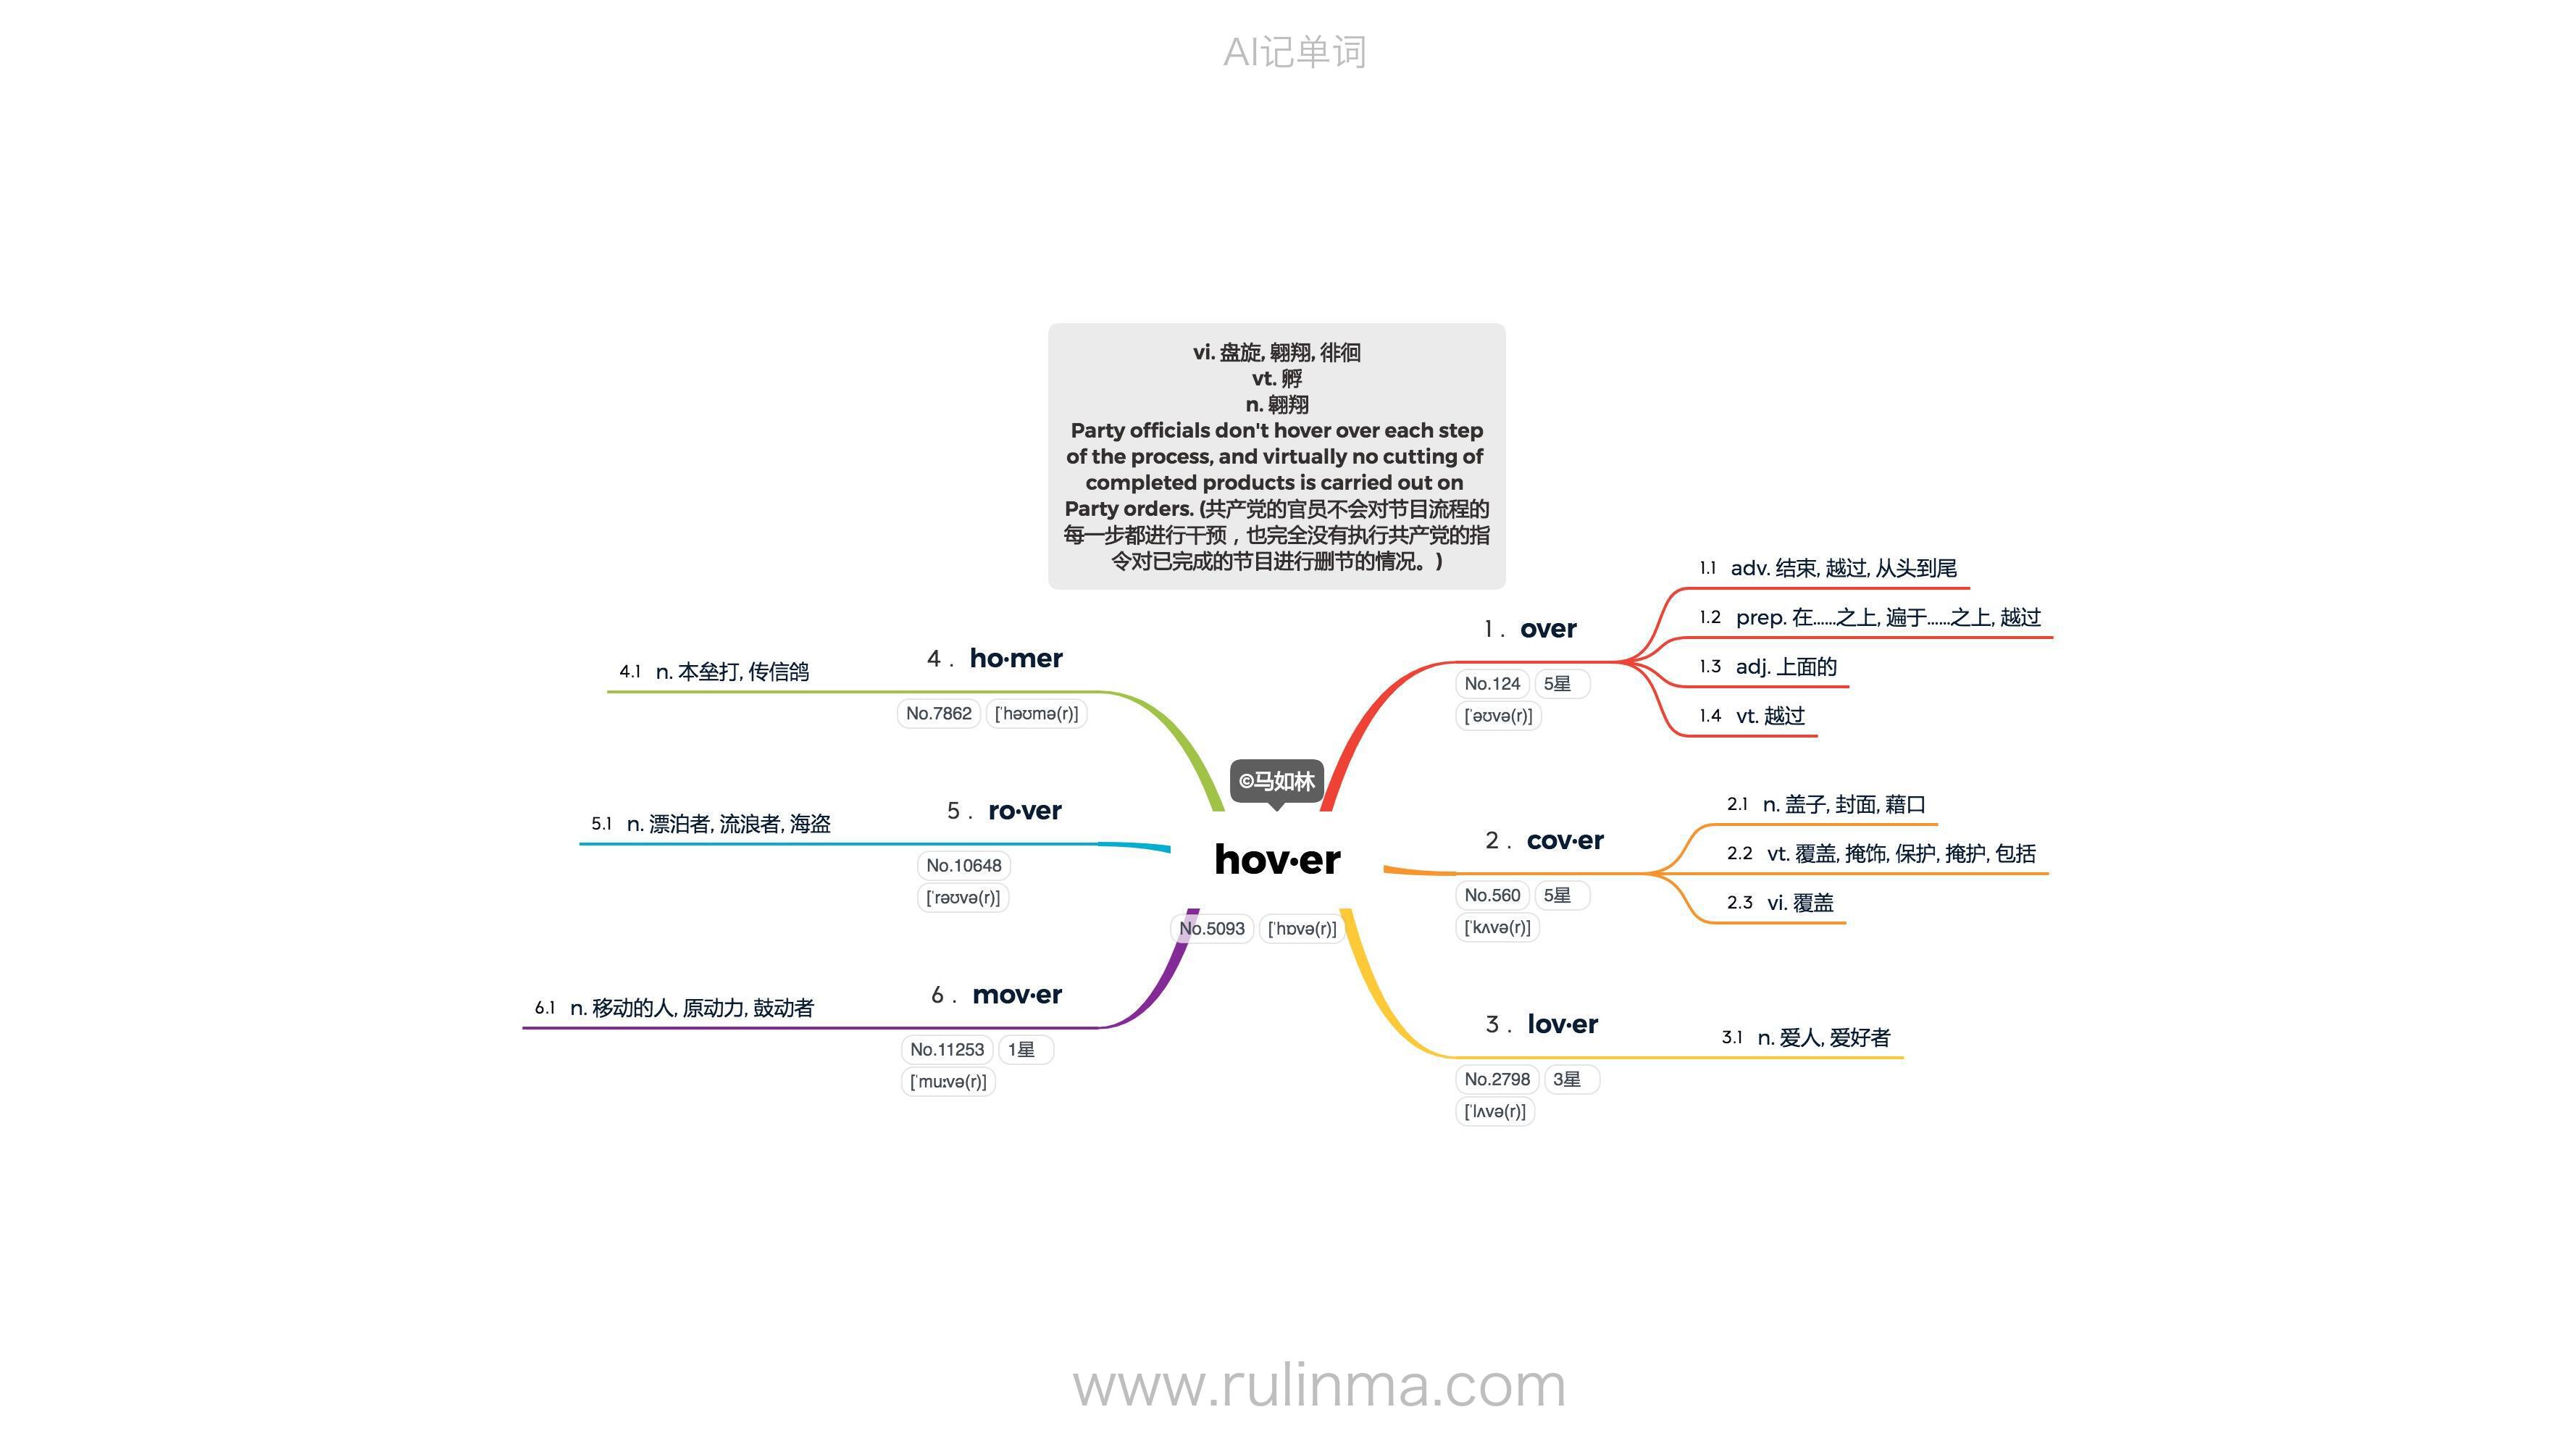 AI记单词
vi. 盘旋, 翱翔, 徘徊
vt. 孵
n. 翱翔
Party officials don't hover over each step
of the process, and virtually no cutting of
completed products is carried out on
Party orders. (共产党的官员不会对节目流程的
每一步都进行干预，也完全没有执行共产党的指
令对已完成的节目进行删节的情况。)
©马如林
hov·er
No.5093 [ˈhɒvə(r)]
1. over
No.124 5星
[ˈəʊvə(r)]
1.1 adv. 结束, 越过, 从头到尾
1.2 prep. 在……之上, 遍于……之上, 越过
1.3 adj. 上面的
1.4 vt. 越过
2. cov·er
No.560 5星
[ˈkʌvə(r)]
2.1 n. 盖子, 封面, 藉口
2.2 vt. 覆盖, 掩饰, 保护, 掩护, 包括
2.3 vi. 覆盖
3. lov·er
No.2798 3星
[ˈlʌvə(r)]
3.1 n. 爱人, 爱好者
4. ho·mer
No.7862 [ˈhəʊmə(r)]
4.1 n. 本垒打, 传信鸽
5. ro·ver
No.10648
[ˈrəʊvə(r)]
5.1 n. 漂泊者, 流浪者, 海盗
6. mov·er
No.11253 1星
[ˈmuːvə(r)]
6.1 n. 移动的人, 原动力, 鼓动者
www.rulinma.com